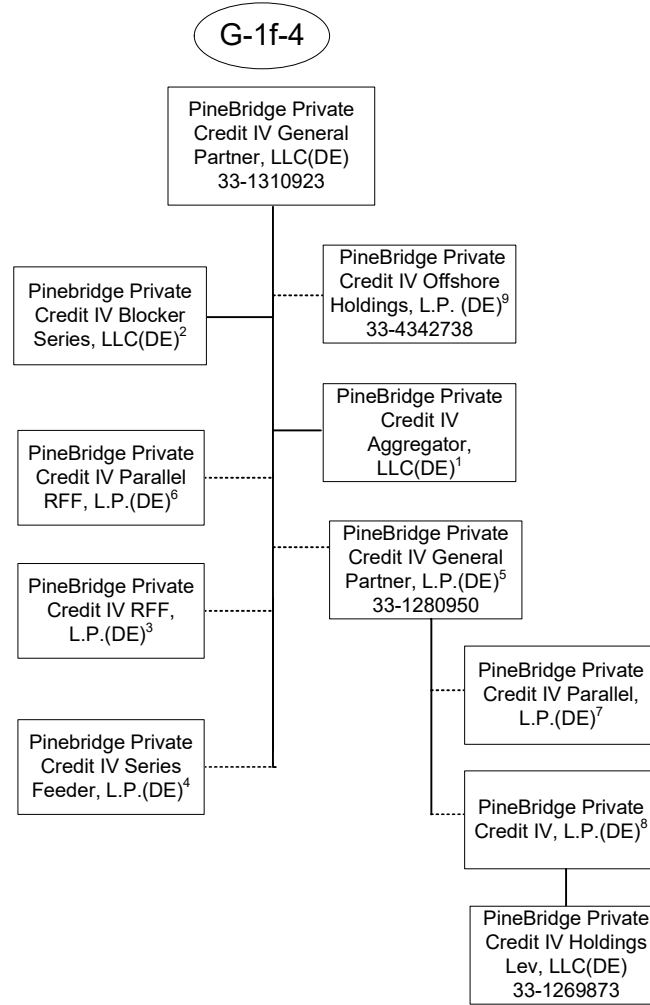 G-1f-4
PineBridge Private
Credit IV General
Partner, LLC(DE)
33-1310923
PineBridge Private
Credit IV Offshore
Holdings, L.P. (DE)9
33-4342738
Pinebridge Private
Credit IV Blocker
Series, LLC(DE)2
PineBridge Private
Credit IV
Aggregator,
LLC(DE)1
PineBridge Private
Credit IV Parallel
RFF, L.P.(DE)6
PineBridge Private
Credit IV General
Partner, L.P.(DE)5
33-1280950
PineBridge Private
Credit IV RFF,
L.P.(DE)3
PineBridge Private
Credit IV Parallel,
L.P.(DE)7
Pinebridge Private
Credit IV Series
Feeder, L.P.(DE)4
PineBridge Private
Credit IV, L.P.(DE)8
PineBridge Private
Credit IV Holdings
Lev, LLC(DE)
33-1269873